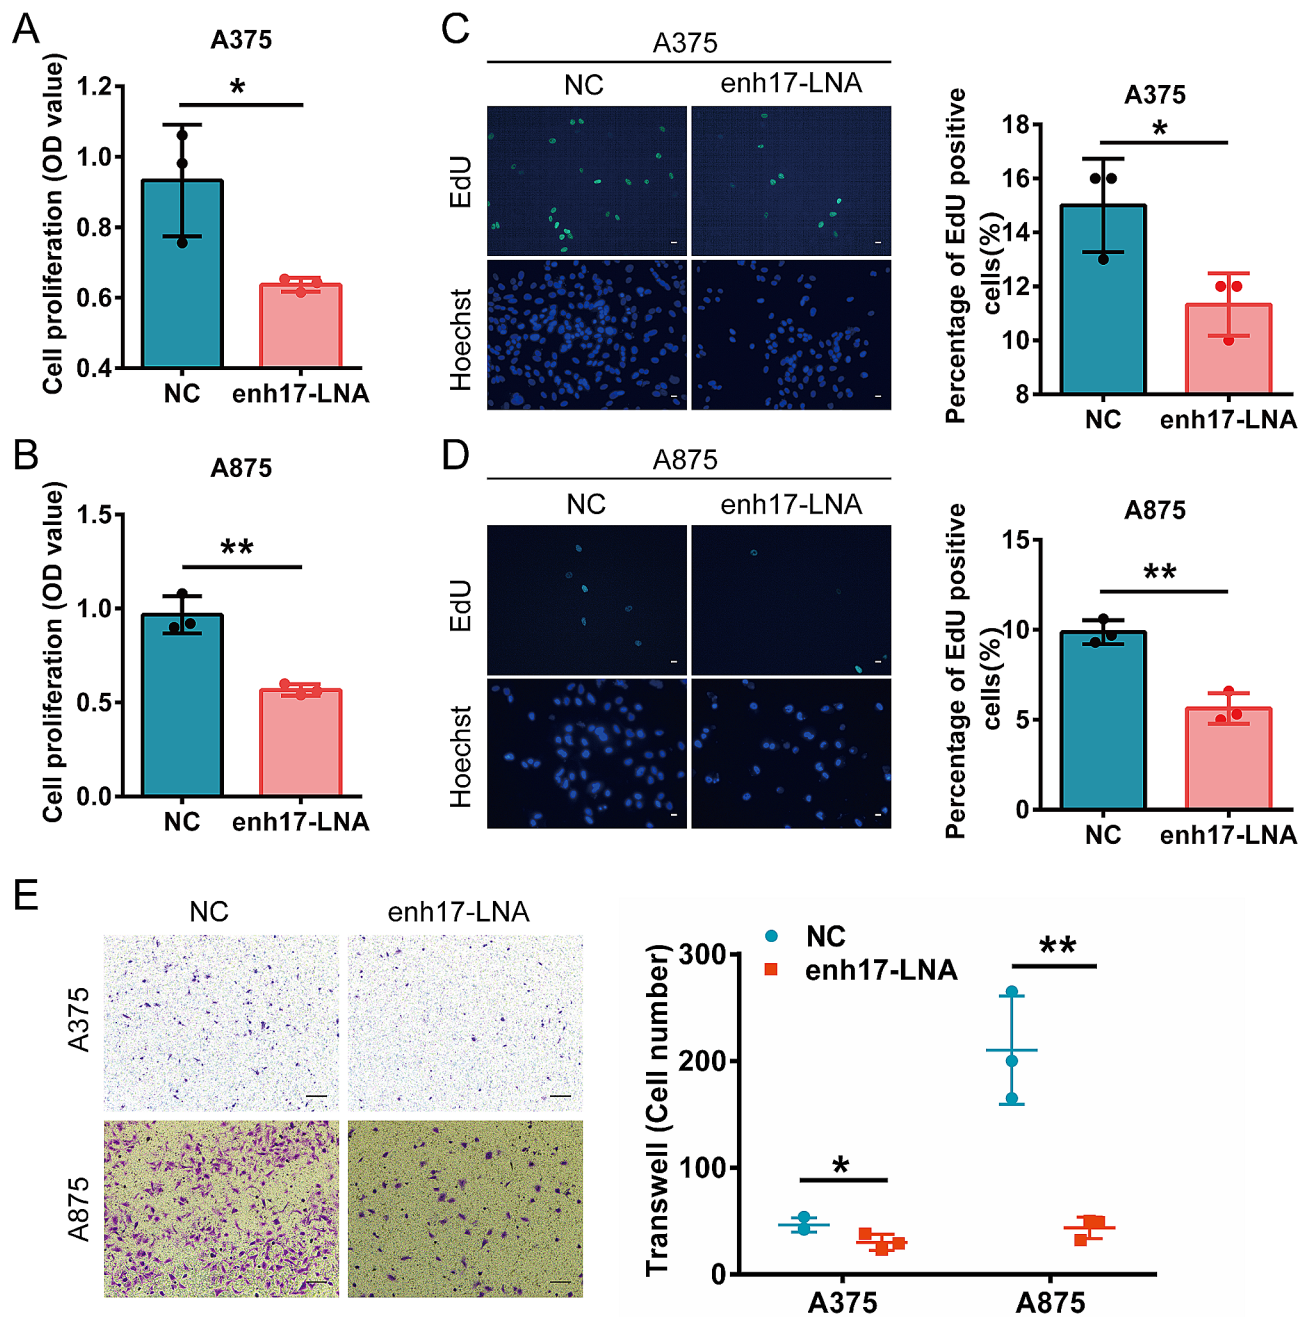 A
A375
Cell proliferation (OD value)
1.2
1.0
0.8
0.6
0.4
*
NC
enh17-LNA
B
A875
Cell proliferation (OD value)
1.5
1.0
0.5
0.0
**
NC
enh17-LNA
C
A375
NC
enh17-LNA
EdU
Hoechst
A375
Percentage of EdU positive
cells(%)
18
16
14
12
10
8
*
NC
enh17-LNA
D
A875
NC
enh17-LNA
EdU
Hoechst
A875
Percentage of EdU positive
cells(%)
15
10
5
0
**
NC
enh17-LNA
E
NC
enh17-LNA
A375
A875
NC
enh17-LNA
Transwell (Cell number)
300
200
100
0
*
**
A375
A875